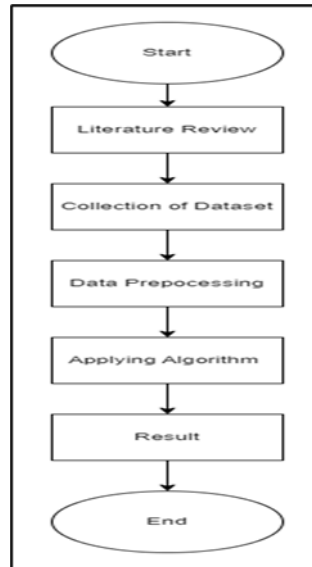 Start
Literature Review
Collection of Dataset
Data Prepocessing
Applying Algorithm
Result
End